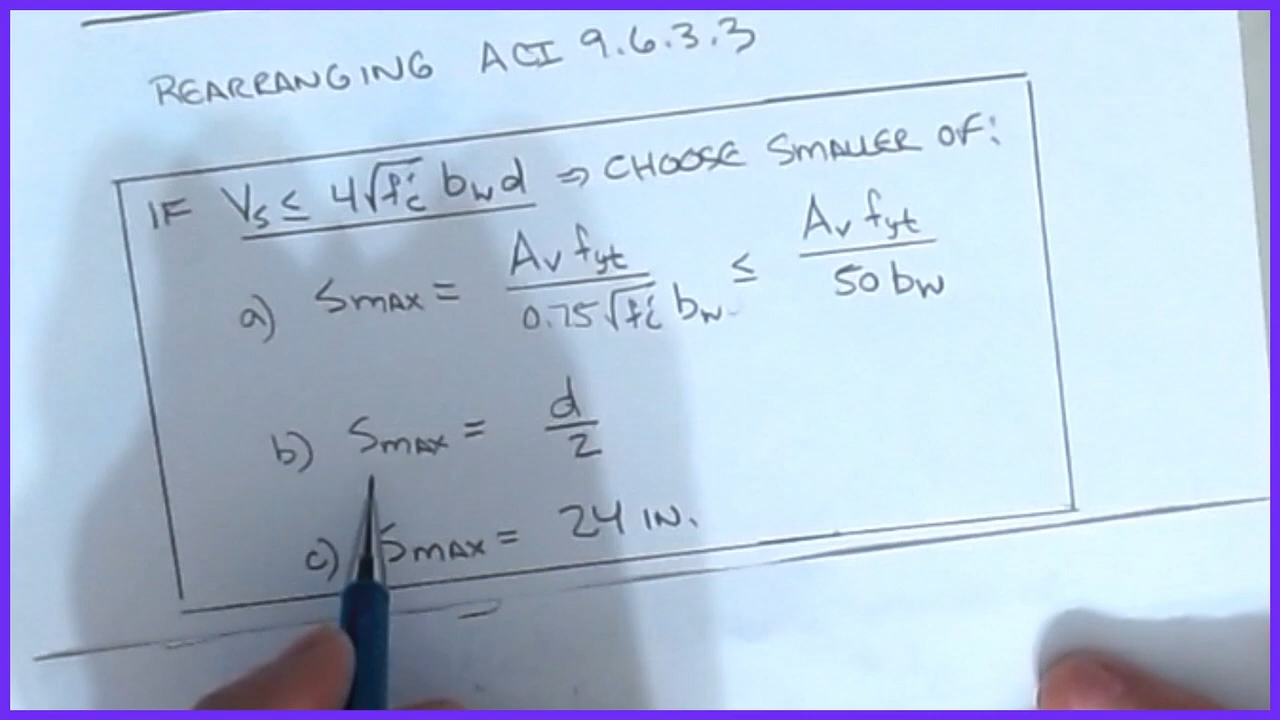 REARRANGING ACI 9.6.3.3
IF Vs ≤ 4√f'c bwd ⇒ CHOOSE SMALLER OF:
a) SMAX = Av fyt / 0.75√f'c bw ≤ Av fyt / 50 bw
b) SMAX = d / 2
c) SMAX = 24 IN.